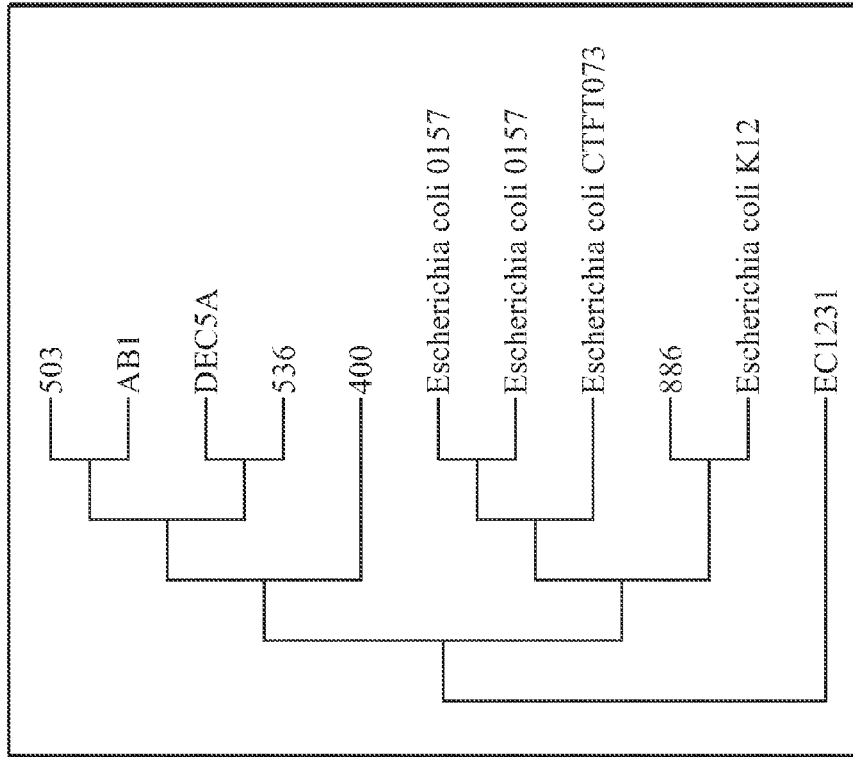 503
AB1
DEC5A
536
400
Escherichia coli 0157
Escherichia coli 0157
Escherichia coli CTFT073
886
Escherichia coli K12
EC1231